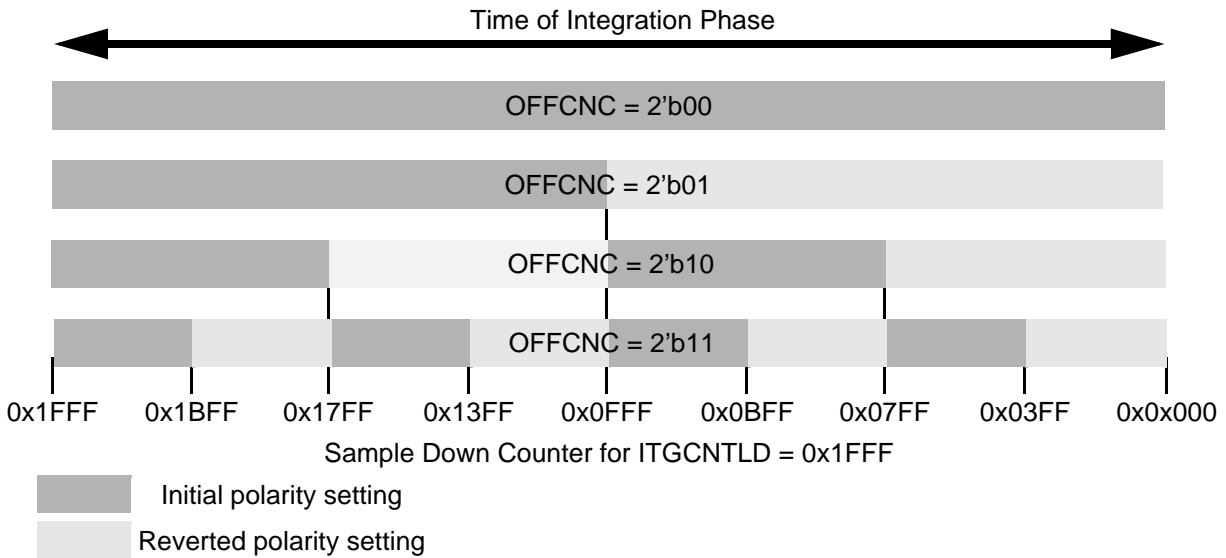 Time of Integration Phase
OFFCNC = 2'b00
OFFCNC = 2'b01
OFFCNC = 2'b10
OFFCNC = 2'b11
0x1FFF 0x1BFF 0x17FF 0x13FF 0x0FFF 0x0BFF 0x07FF 0x03FF 0x0x000
Sample Down Counter for ITGCNTLD = 0x1FFF
Initial polarity setting
Reverted polarity setting